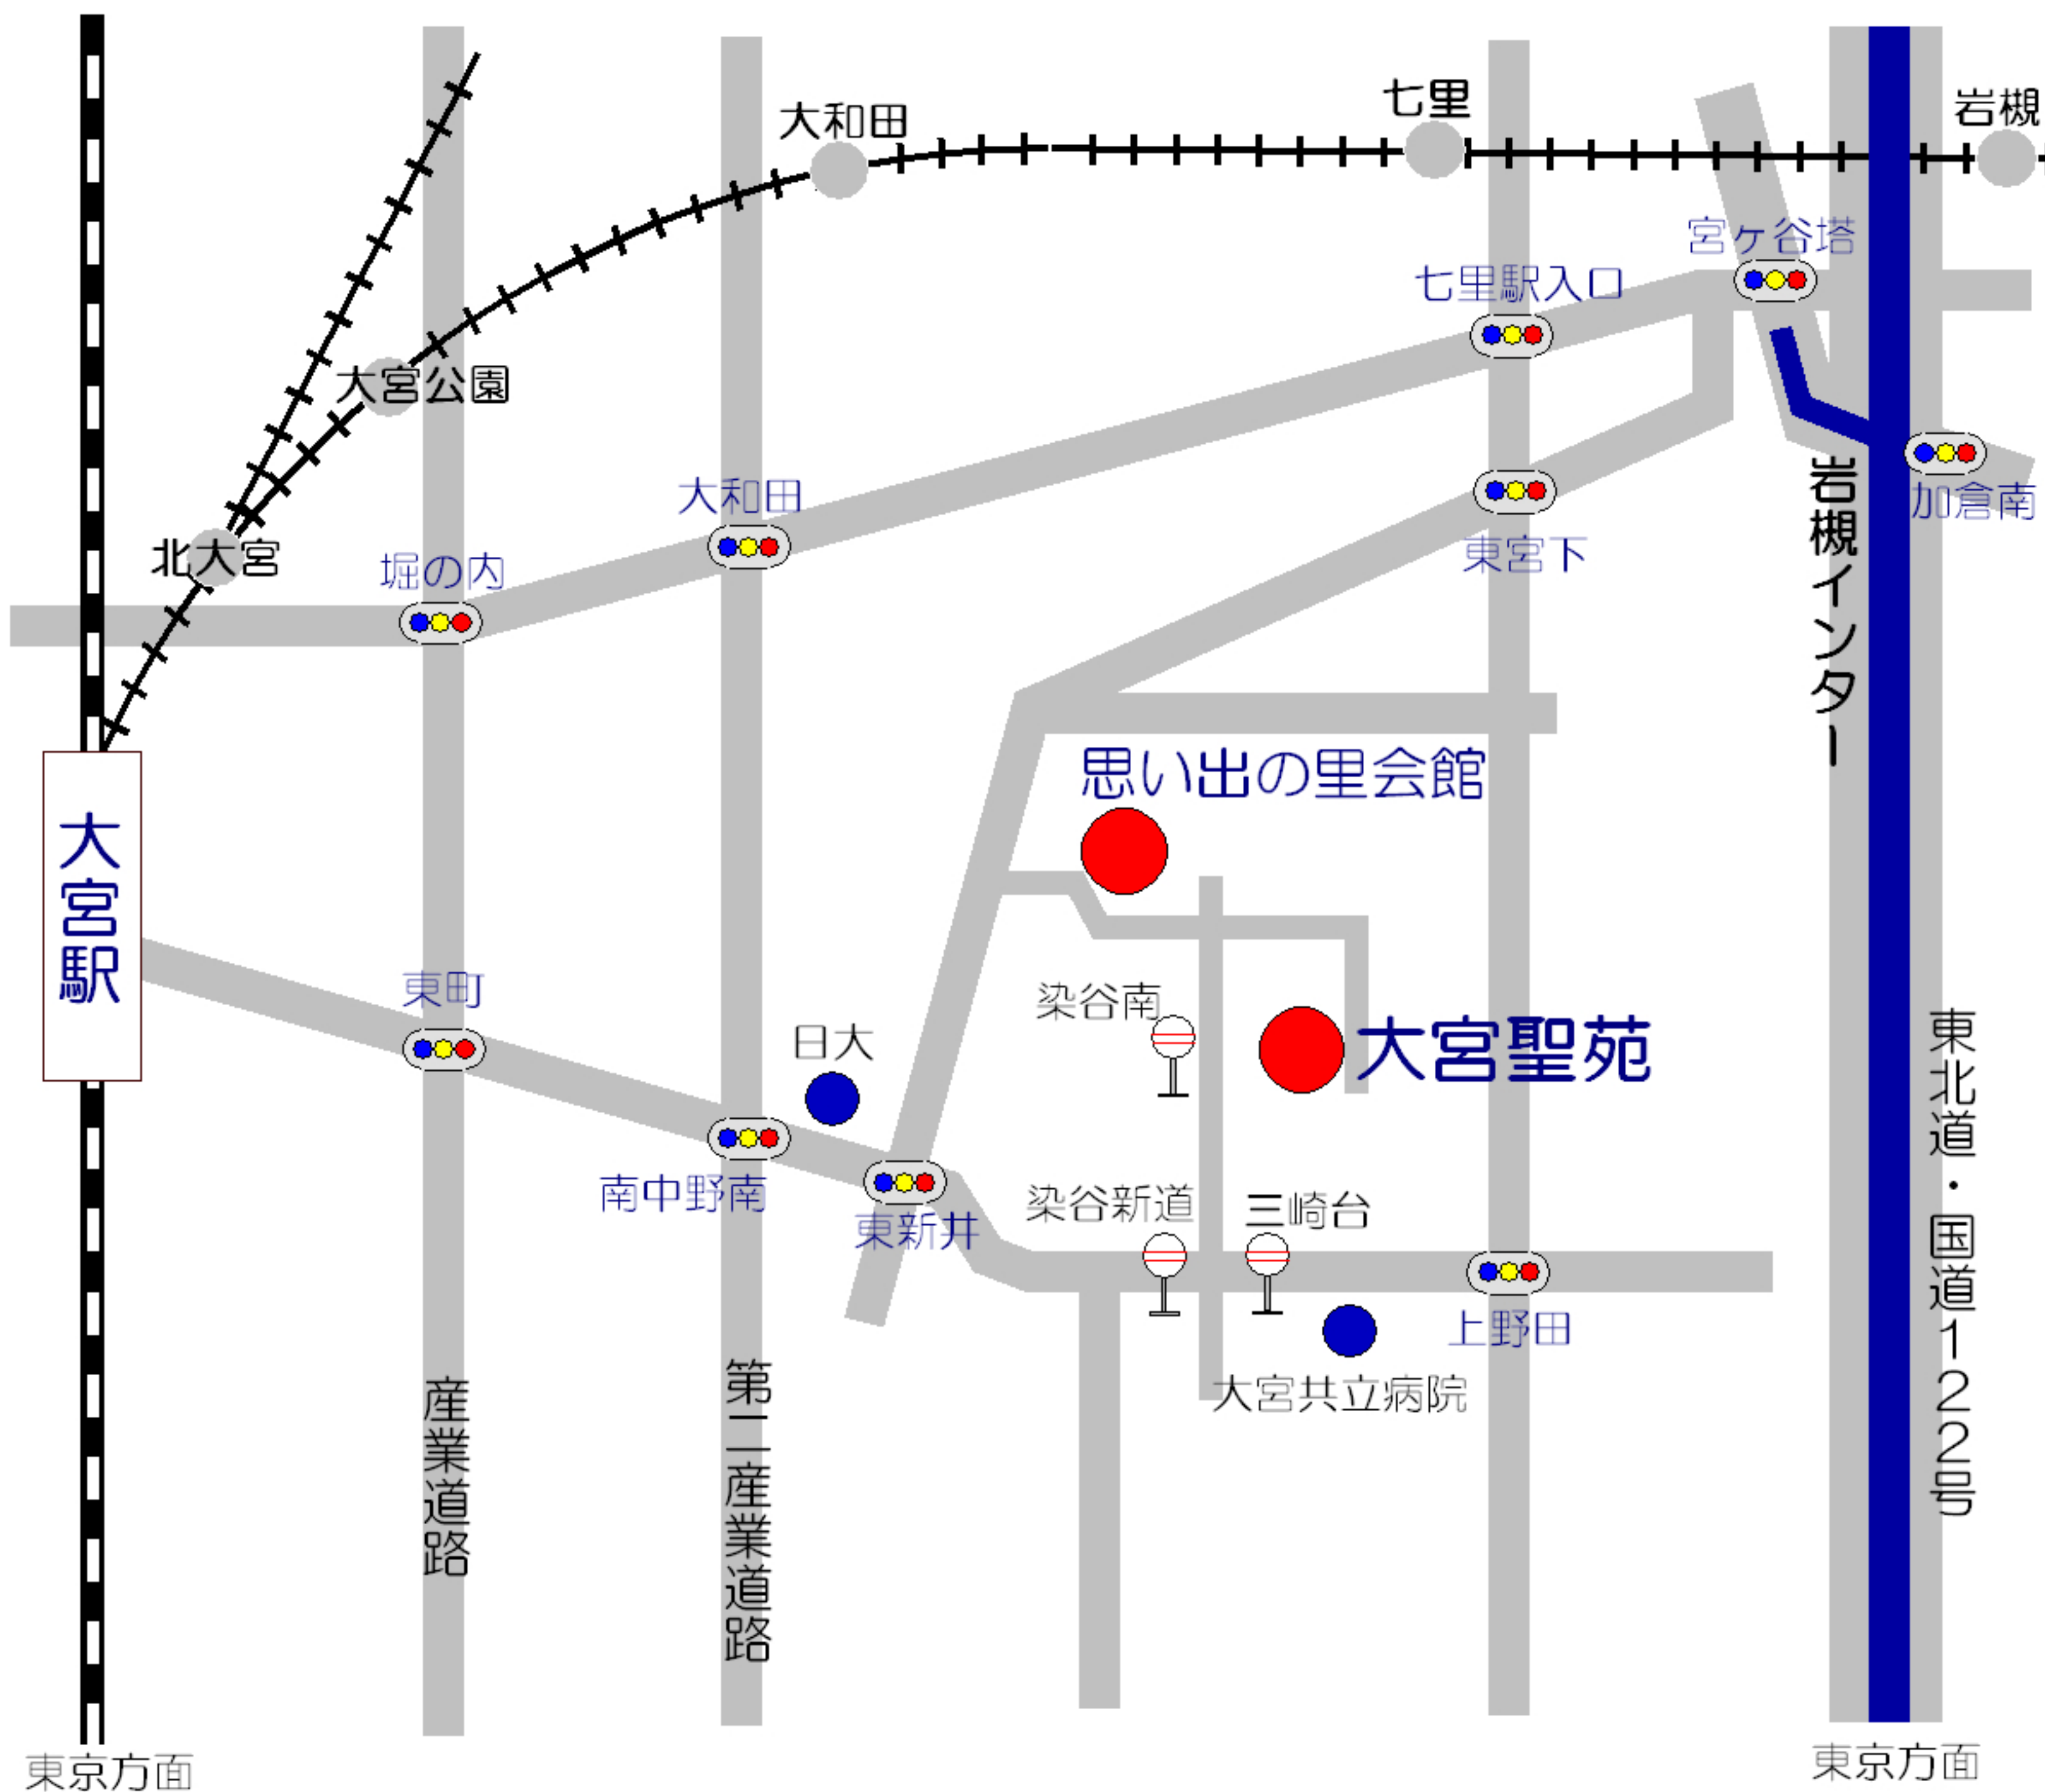 七里
岩槻
大和田
宮ヶ谷塔
七里駅入口
大宮公園
大和田
加倉南
東宮下
北大宮
堀の内
岩槻インター
思い出の里会館
大宮駅
東町
染谷南
日大
大宮聖苑
東北道・国道122号
南中野南
染谷新道
三崎台
東新井
上野田
大宮共立病院
産業道路
第二産業道路
東京方面
東京方面